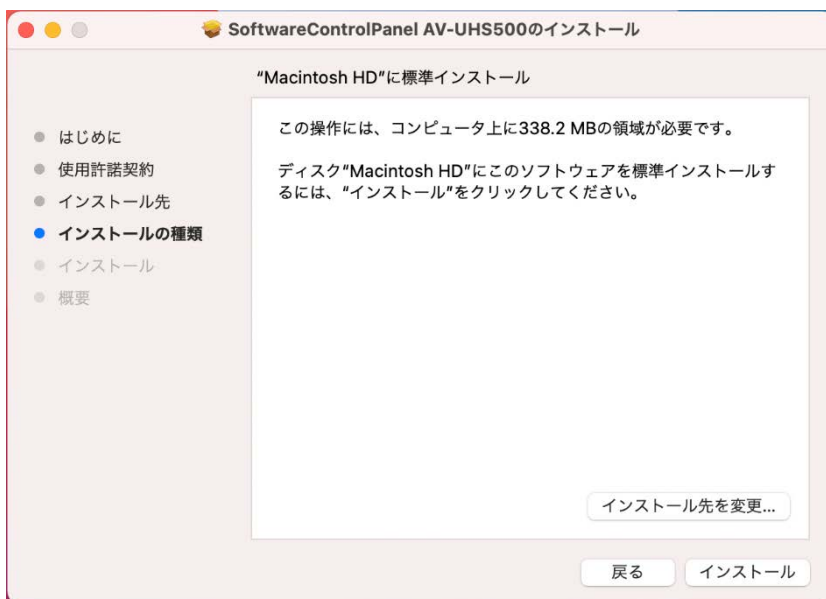 SoftwareControlPanel AV-UHS500のインストール
“Macintosh HD”に標準インストール
はじめに
使用許諾契約
インストール先
インストールの種類
インストール
概要
この操作には、コンピュータ上に338.2 MBの領域が必要です。
ディスク“Macintosh HD”にこのソフトウェアを標準インストールす
るには、“インストール”をクリックしてください。
インストール先を変更...
戻る
インストール